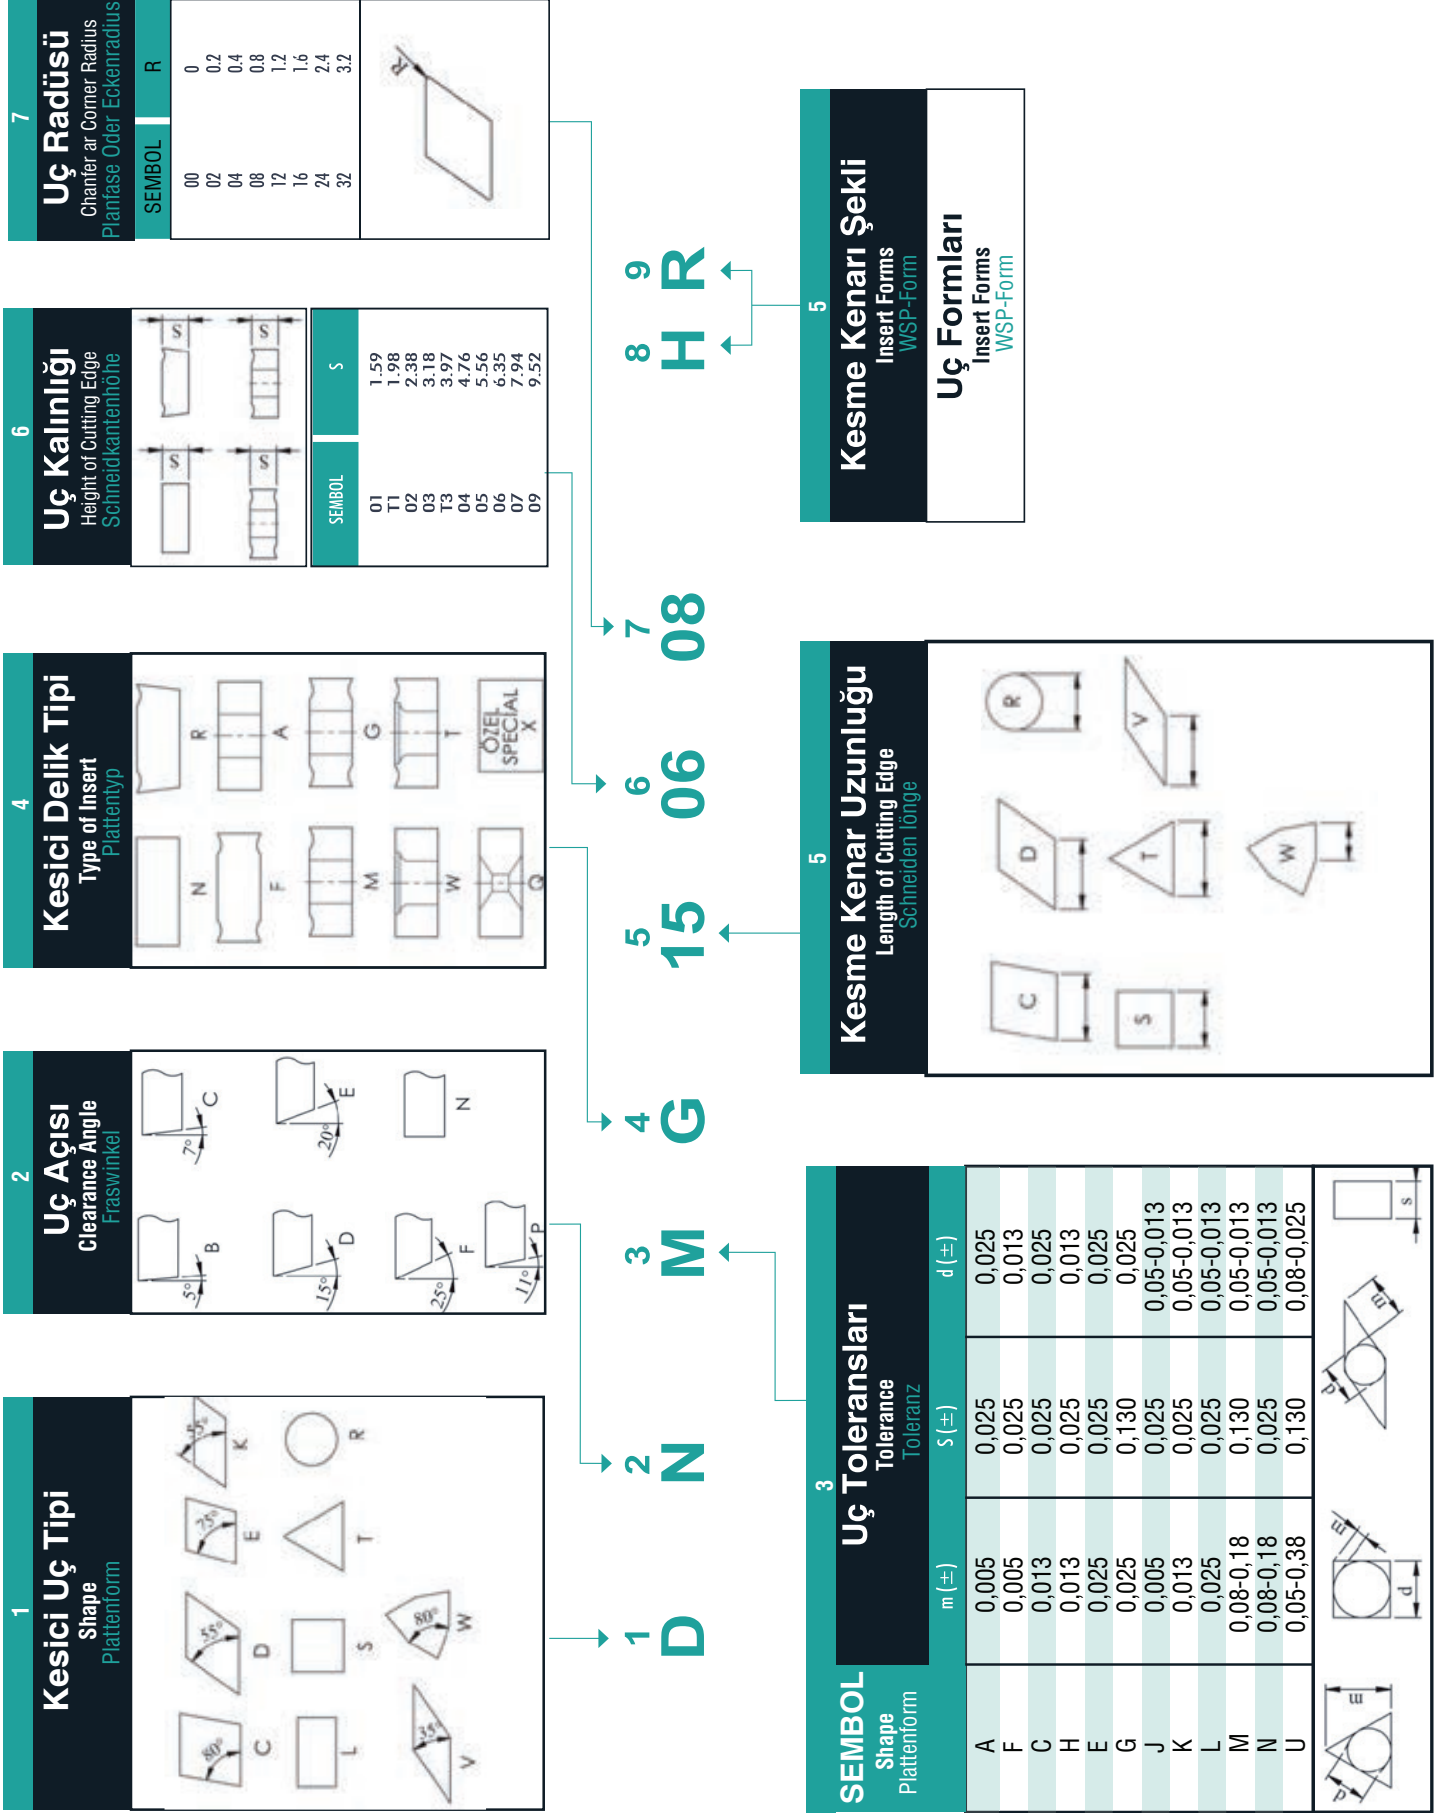 1
Kesici Uç Tipi
Shape
Plattenform
80°
C
55°
D
75°
E
55°
K
L
S
T
R
35°
V
80°
W
2
Uç Açısı
Clearance Angle
Fraswinkel
5°
B
7°
C
15°
D
20°
E
25°
F
N
11°
P
4
Kesici Delik Tipi
Type of Insert
Plattentyp
N
R
F
A
M
G
W
T
Q
ÖZEL
SPECIAL
X
6
Uç Kalınlığı
Height of Cutting Edge
Schneidkantenhöhe
S
S
S
S
SEMBOL S
01 1.59
T1 1.98
02 2.38
03 3.18
T3 3.97
04 4.76
05 5.56
06 6.35
07 7.94
09 9.52
7
Uç Radüsü
Chanfer ar Corner Radius
Planfase Oder Eckenradius
SEMBOL R
00 0
02 0.2
04 0.4
08 0.8
12 1.2
16 1.6
24 2.4
32 3.2
R
1 2 3 4 5 6 7 8 9
D N M G 15 06 08 H R
3
SEMBOL
Shape
Plattenform
Uç Toleransları
Tolerance
Toleranz
m (±) S (±) d (±)
A 0,005 0,025 0,025
F 0,005 0,025 0,013
C 0,013 0,025 0,025
H 0,013 0,025 0,013
E 0,025 0,025 0,025
G 0,025 0,130 0,025
J 0,005 0,025 0,05-0,013
K 0,013 0,025 0,05-0,013
L 0,025 0,025 0,05-0,013
M 0,08-0,18 0,130 0,05-0,013
N 0,08-0,18 0,025 0,05-0,013
U 0,05-0,38 0,130 0,08-0,025
d
m
d
m
d
m
s
5
Kesme Kenar Uzunluğu
Length of Cutting Edge
Schneiden lönge
C
D
R
S
T
V
W
5
Kesme Kenarı Şekli
Insert Forms
WSP-Form
Uç Formları
Insert Forms
WSP-Form